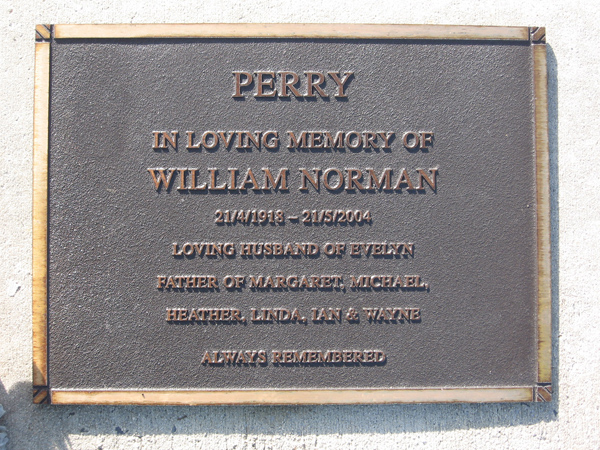 PERRY
IN LOVING MEMORY OF
WILLIAM NORMAN
21/4/1918 – 21/5/2004
LOVING HUSBAND OF EVELYN
FATHER OF MARGARET, MICHAEL,
HEATHER, LINDA, IAN & WAYNE
ALWAYS REMEMBERED